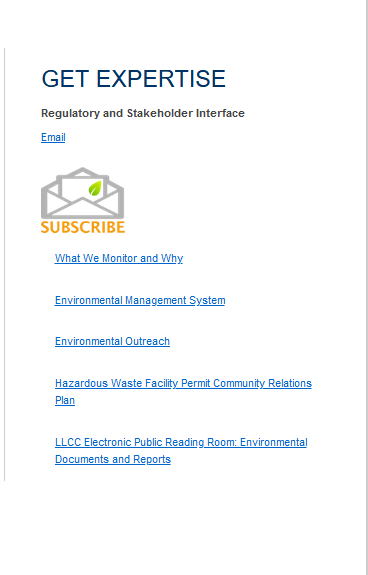 GET EXPERTISE
Regulatory and Stakeholder Interface
Email
SUBSCRIBE
What We Monitor and Why
Environmental Management System
Environmental Outreach
Hazardous Waste Facility Permit Community Relations
Plan
LLCC Electronic Public Reading Room: Environmental
Documents and Reports